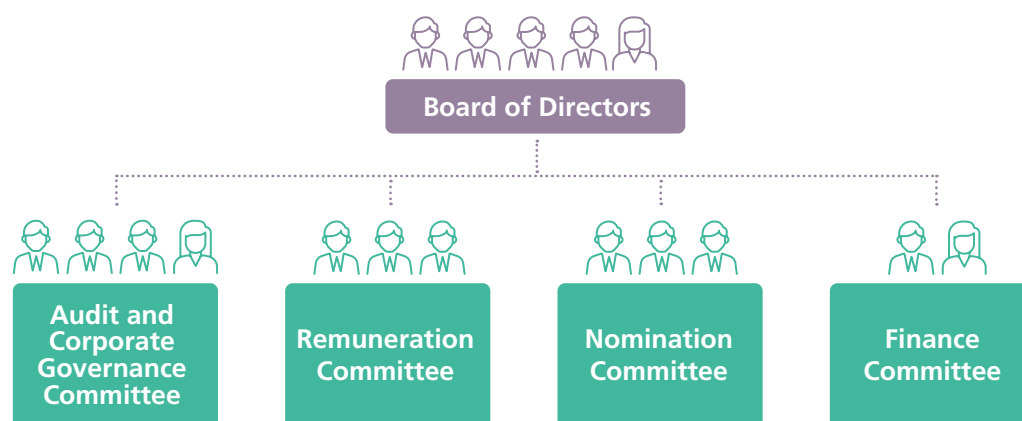 Board of Directors
Audit and
Corporate
Governance
Committee
Remuneration
Committee
Nomination
Committee
Finance
Committee